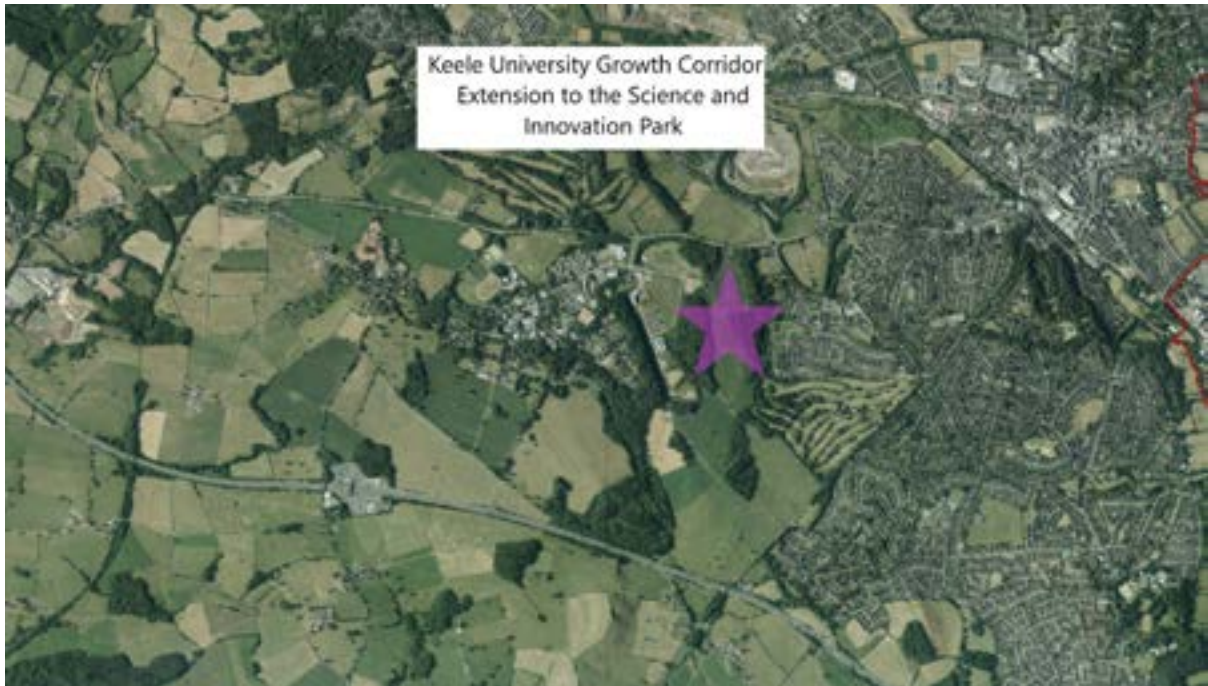 Keele University Growth Corridor
Extension to the Science and
Innovation Park